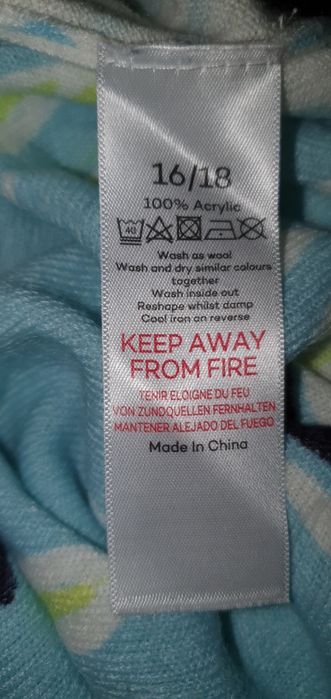 16/18
100% Acrylic
40
Wash as wool
Wash and dry similar colours
together
Wash inside out
Reshape whilst damp
Cool iron on reverse
KEEP AWAY
FROM FIRE
TENIR ELOIGNE DU FEU
VON ZUNDQUELLEN FERNHALTEN
MANTENER ALEJADO DEL FUEGO
Made In China